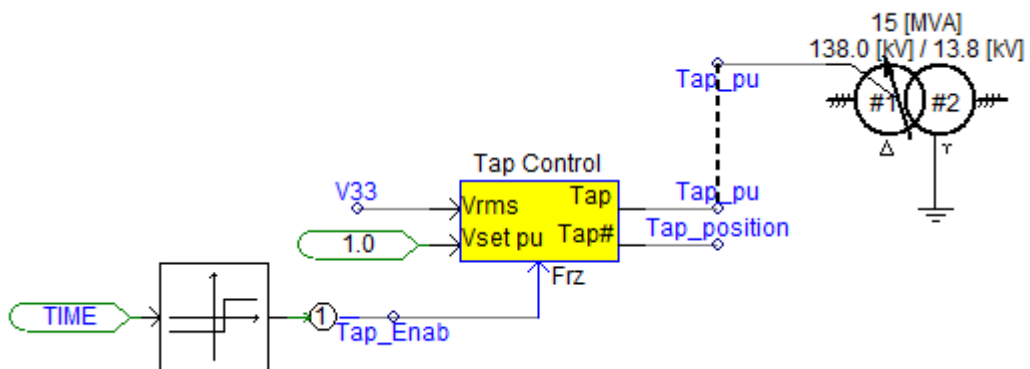 15 [MVA]
138.0 [kV] / 13.8 [kV]
Tap_pu
#1 #2
Δ
Tap Control
V33
Vrms
Tap
Tap_pu
1.0
Vset pu
Tap#
Tap_position
Frz
TIME
1
Tap_Enab